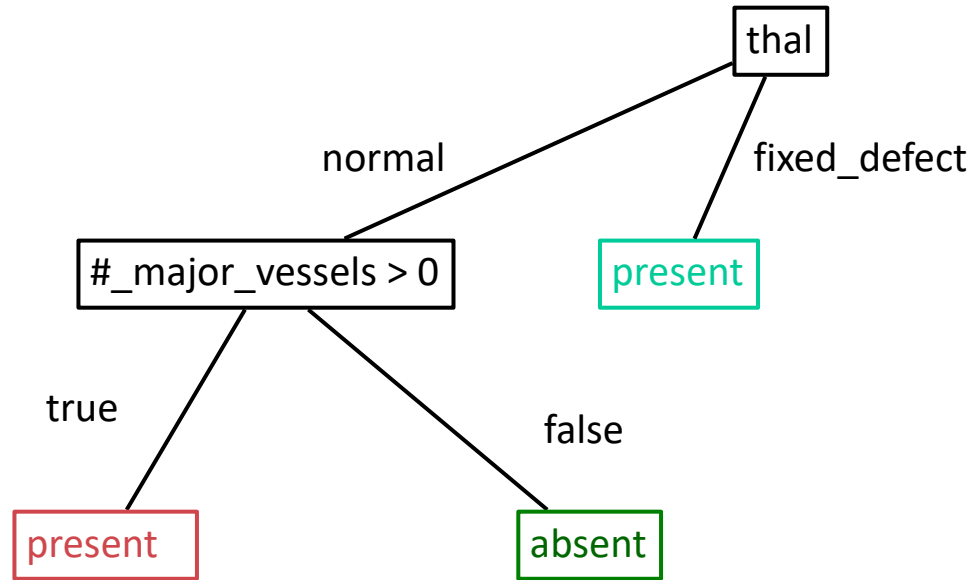 thal
normal
fixed_defect
#_major_vessels > 0
present
true
false
present
absent